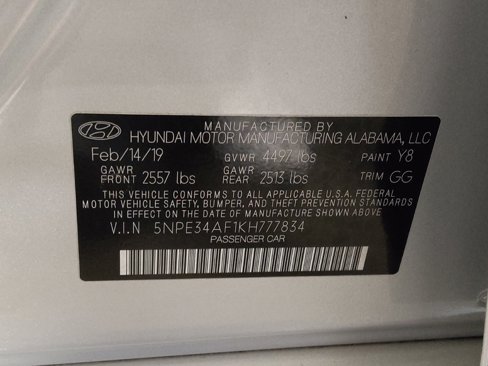 MANUFACTURED BY
HYUNDAI MOTOR MANUFACTURING ALABAMA, LLC
Feb/14/19 GVWR 4497 lbs PAINT Y8
GAWR FRONT 2557 lbs GAWR REAR 2513 lbs TRIM GG
THIS VEHICLE CONFORMS TO ALL APPLICABLE U.S.A. FEDERAL
MOTOR VEHICLE SAFETY, BUMPER, AND THEFT PREVENTION STANDARDS
IN EFFECT ON THE DATE OF MANUFACTURE SHOWN ABOVE.
V.I.N 5NPE34AF1KH777834
PASSENGER CAR